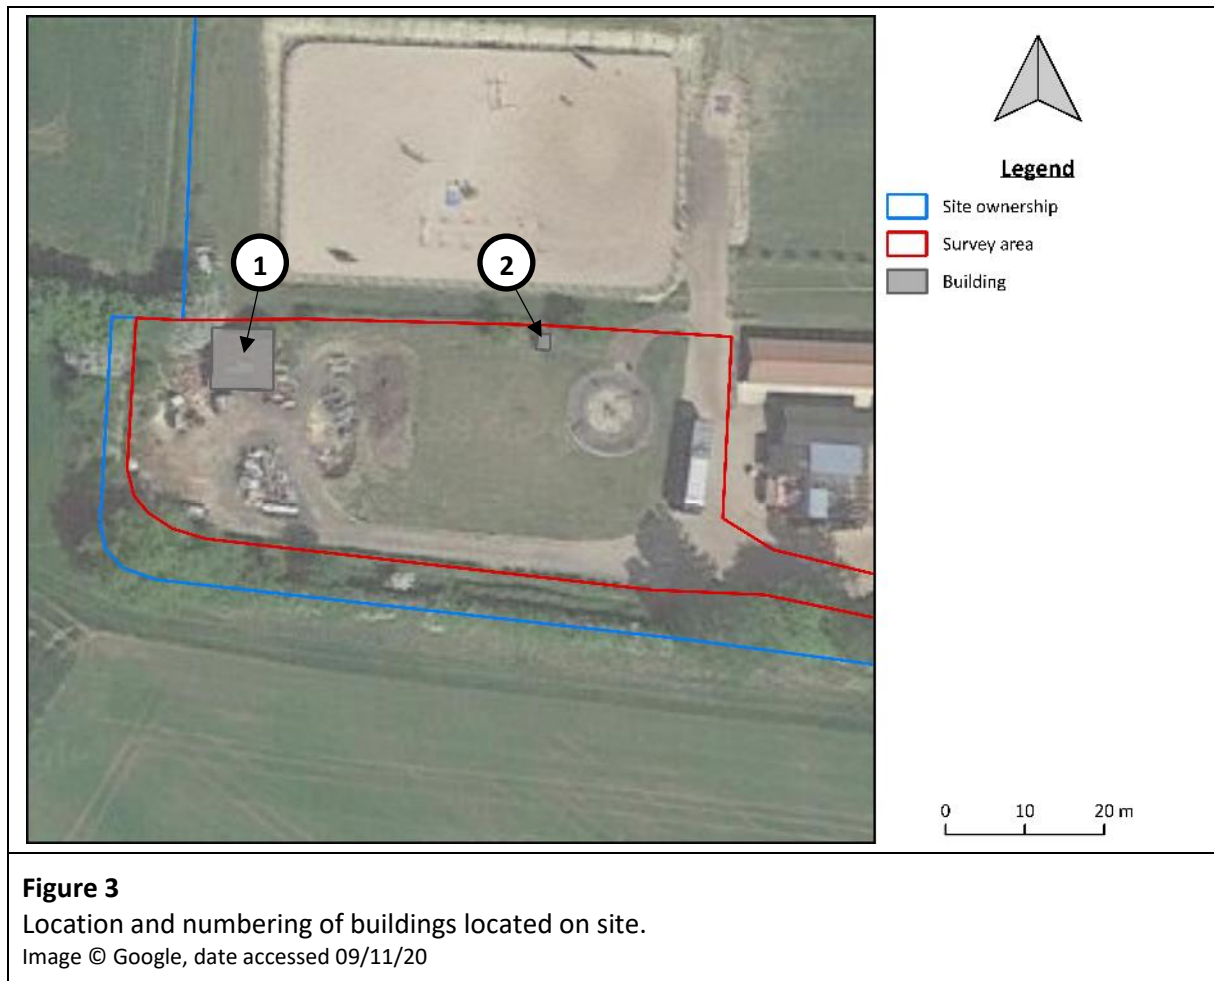 1
2
Legend
Site ownership
Survey area
Building
0 10 20 m
Figure 3
Location and numbering of buildings located on site.
Image © Google, date accessed 09/11/20